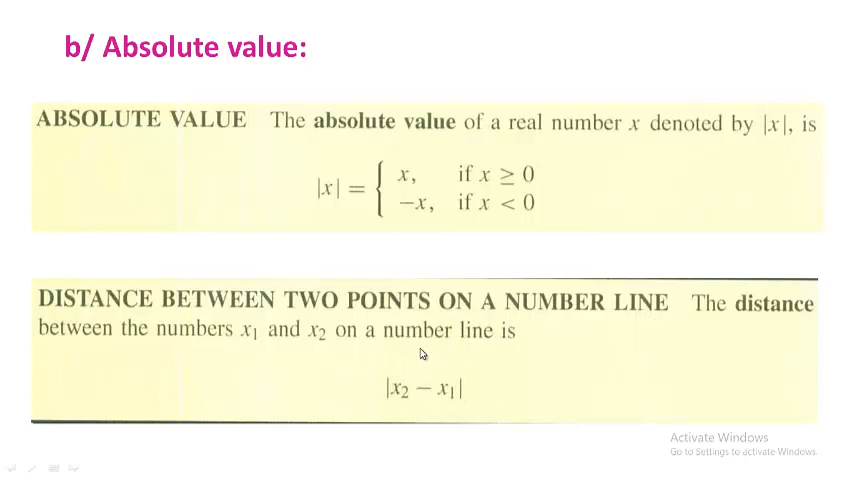 b/ Absolute value:
ABSOLUTE VALUE The absolute value of a real number x denoted by |x|, is
|x| = { x, if x ≥ 0
−x, if x < 0
DISTANCE BETWEEN TWO POINTS ON A NUMBER LINE The distance
between the numbers x₁ and x₂ on a number line is
|x₂ − x₁|
Activate Windows
Go to Settings to activate Windows.